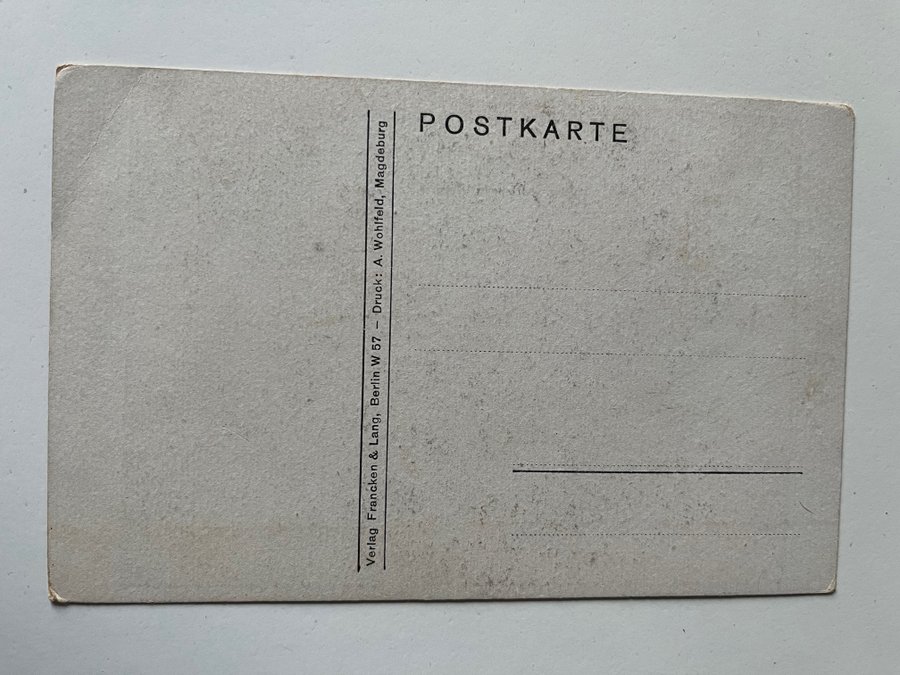 POSTKARTE
Verlag Francken & Lang, Berlin W 57 – Druck: A. Wohlfeld, Magdeburg